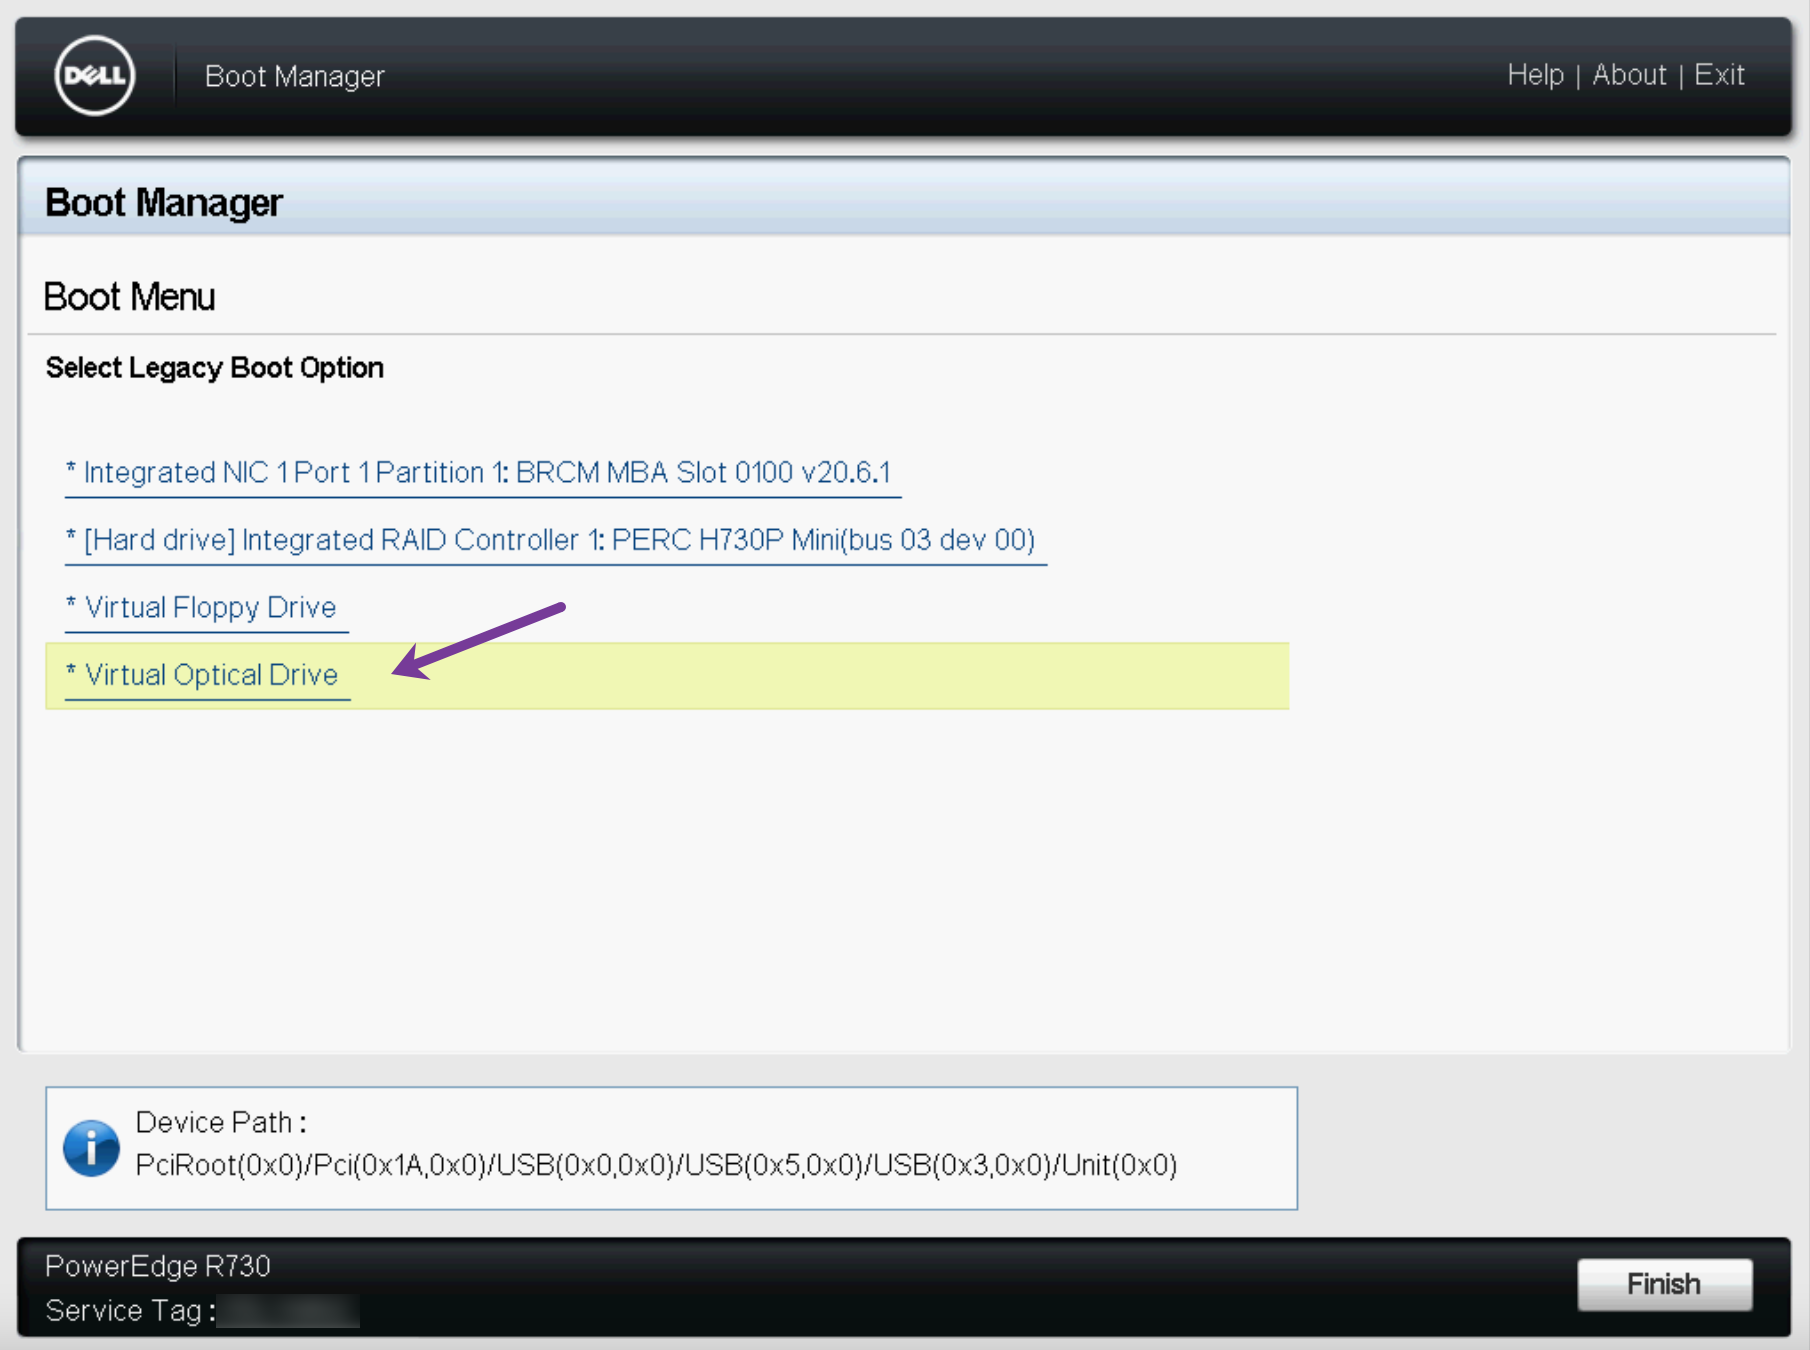 DELL
Boot Manager
Help | About | Exit
Boot Manager
Boot Menu
Select Legacy Boot Option
* Integrated NIC 1 Port 1 Partition 1: BRCM MBA Slot 0100 v20.6.1
* [Hard drive] Integrated RAID Controller 1: PERC H730P Mini(bus 03 dev 00)
* Virtual Floppy Drive
* Virtual Optical Drive
Device Path :
PciRoot(0x0)/Pci(0x1A,0x0)/USB(0x0,0x0)/USB(0x5,0x0)/USB(0x3,0x0)/Unit(0x0)
PowerEdge R730
Service Tag :
Finish